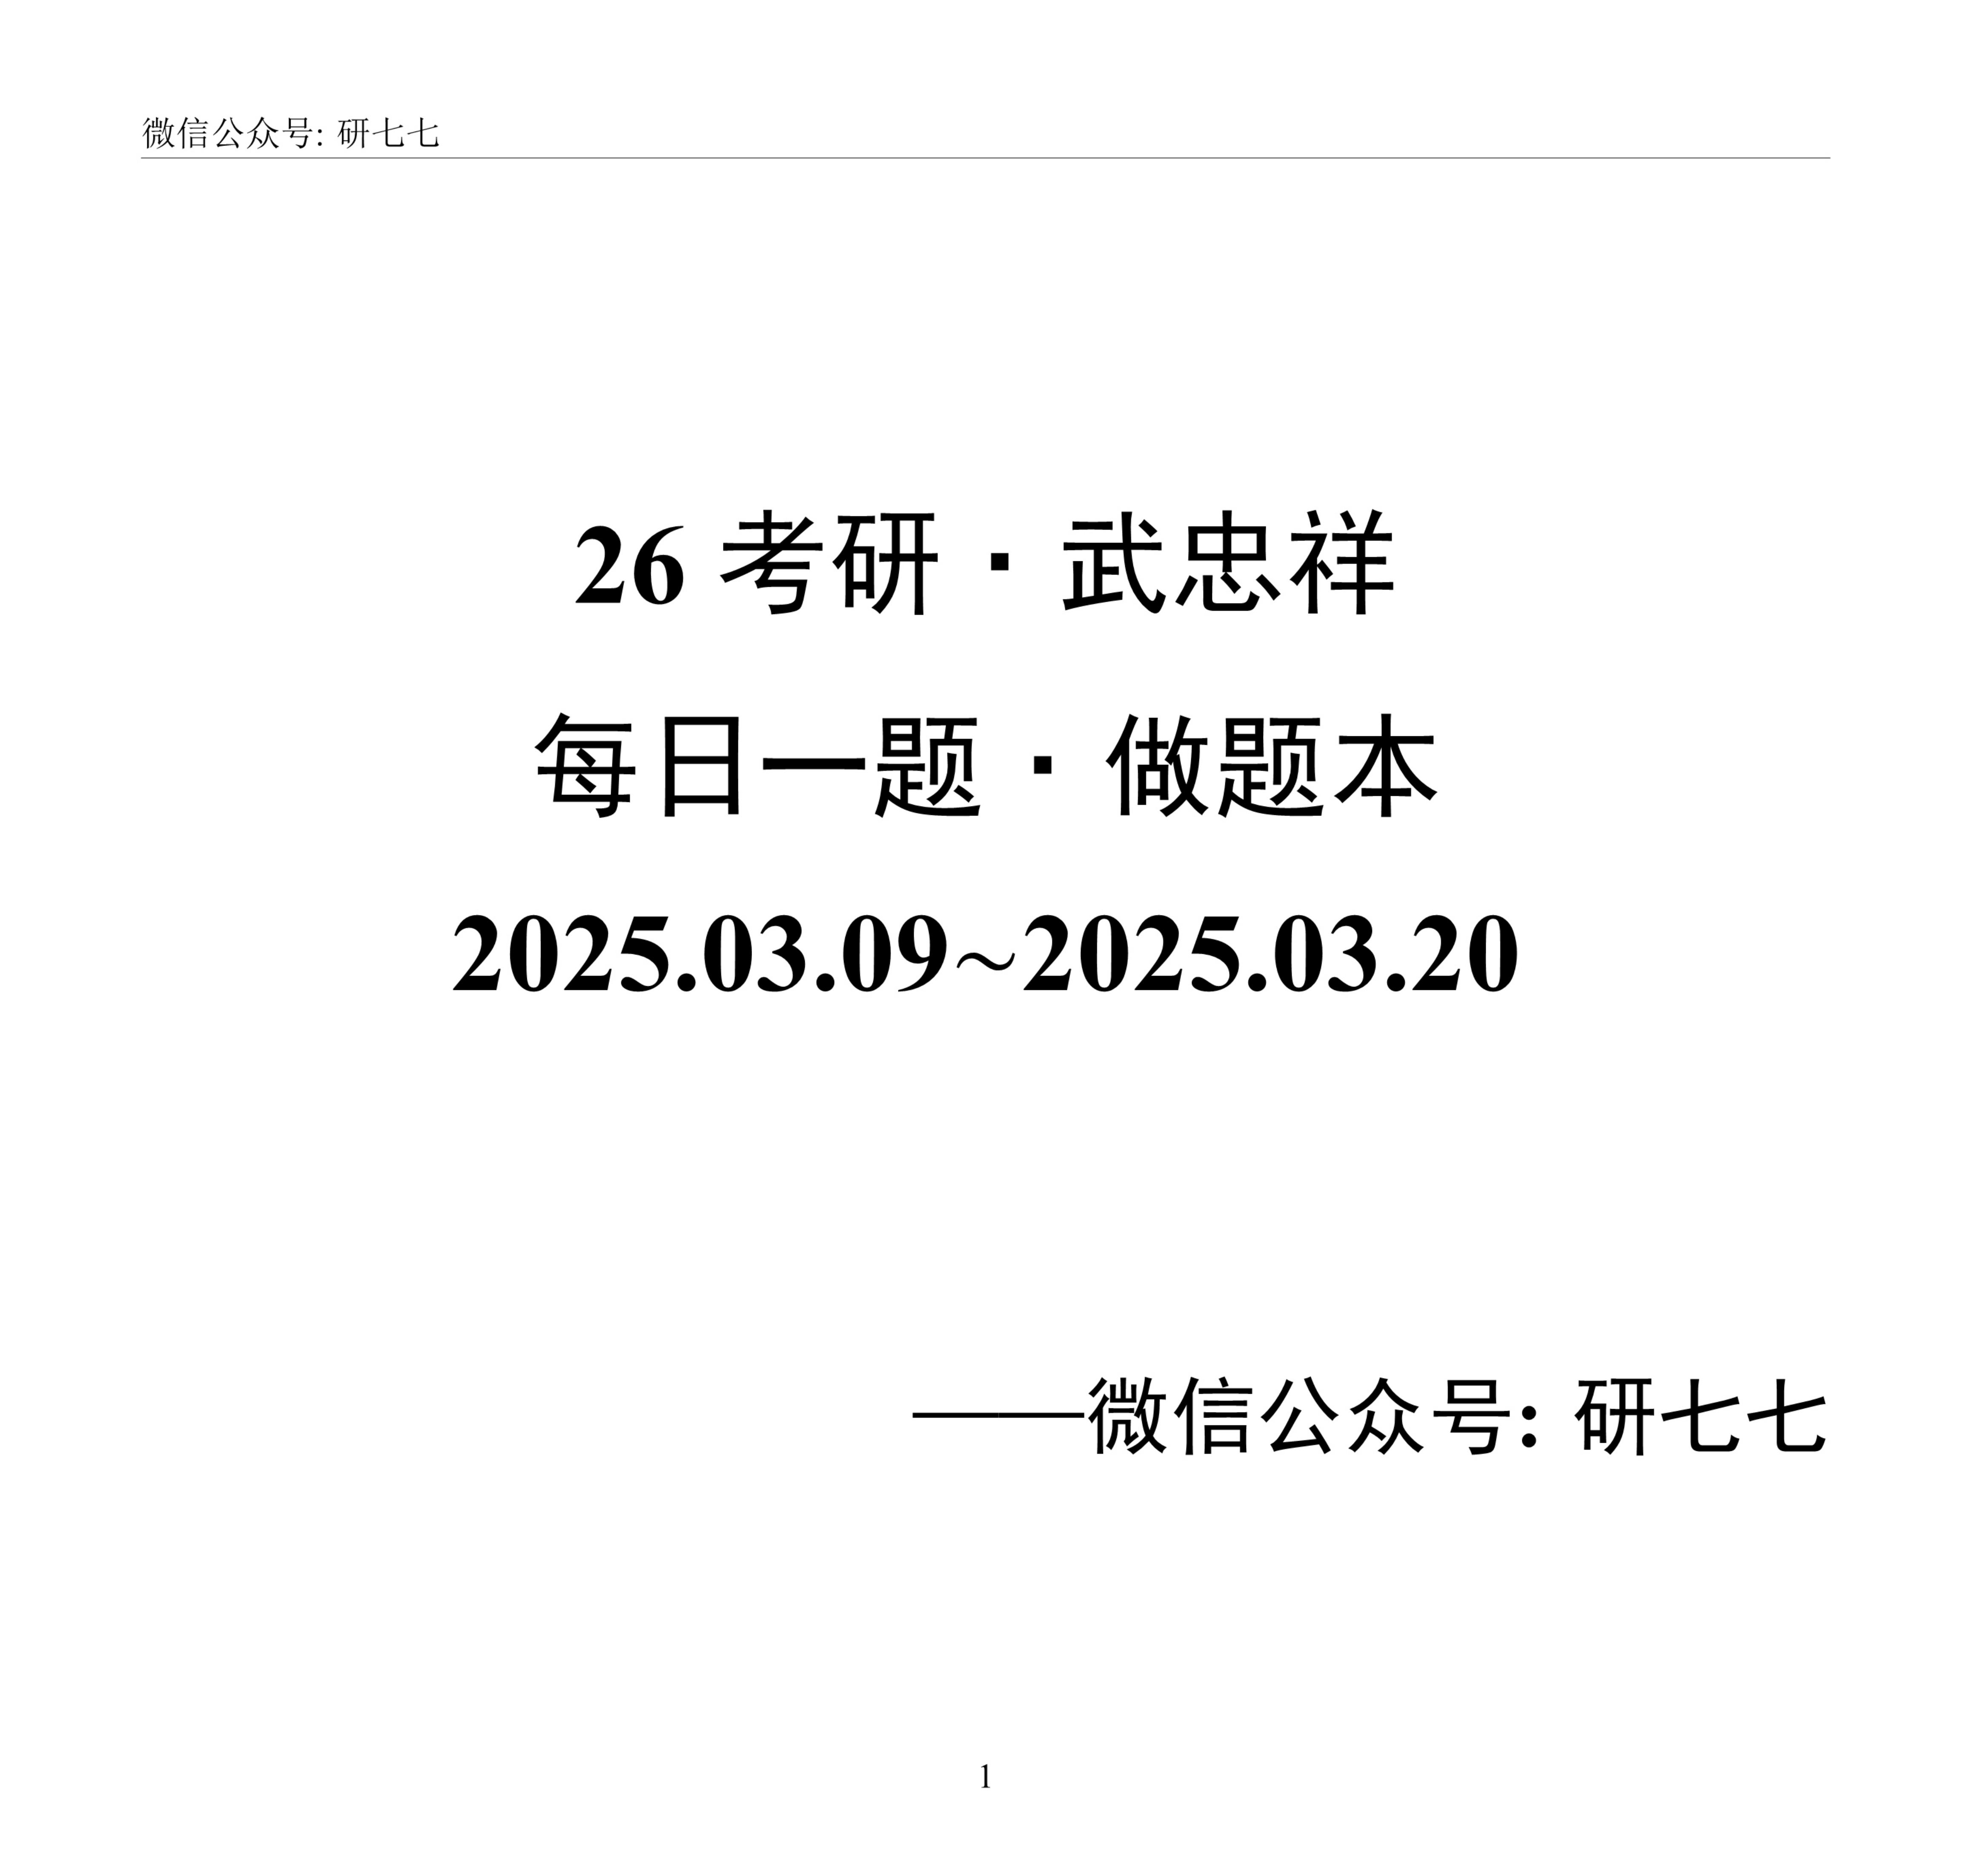 微信公众号：研七七
26 考研 · 武忠祥
每日一题 · 做题本
2025.03.09~2025.03.20
——微信公众号：研七七
1